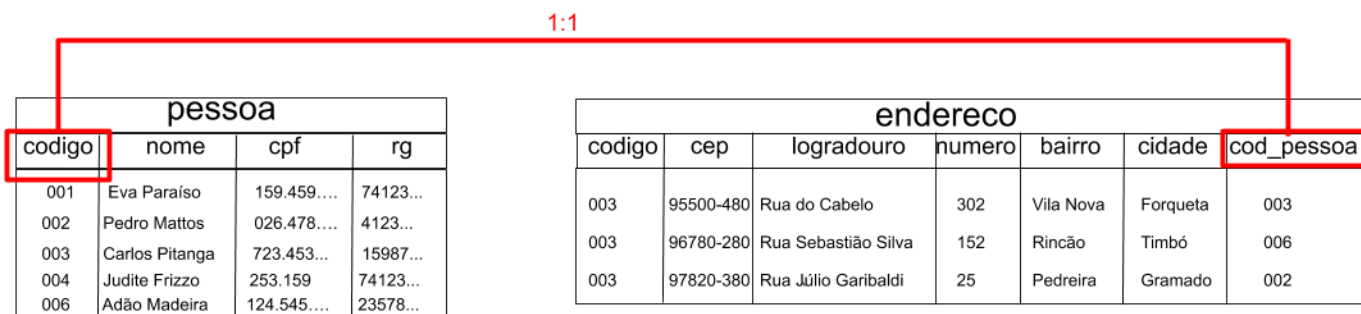 1:1
pessoa
codigo nome cpf rg
001 Eva Paraíso 159.459.... 74123...
002 Pedro Mattos 026.478.... 4123...
003 Carlos Pitanga 723.453... 15987...
004 Judite Frizzo 253.159 74123...
006 Adão Madeira 124.545.... 23578...
endereco
codigo cep logradouro numero bairro cidade cod_pessoa
003 95500-480 Rua do Cabelo 302 Vila Nova Forqueta 003
003 96780-280 Rua Sebastião Silva 152 Rincão Timbó 006
003 97820-380 Rua Júlio Garibaldi 25 Pedreira Gramado 002